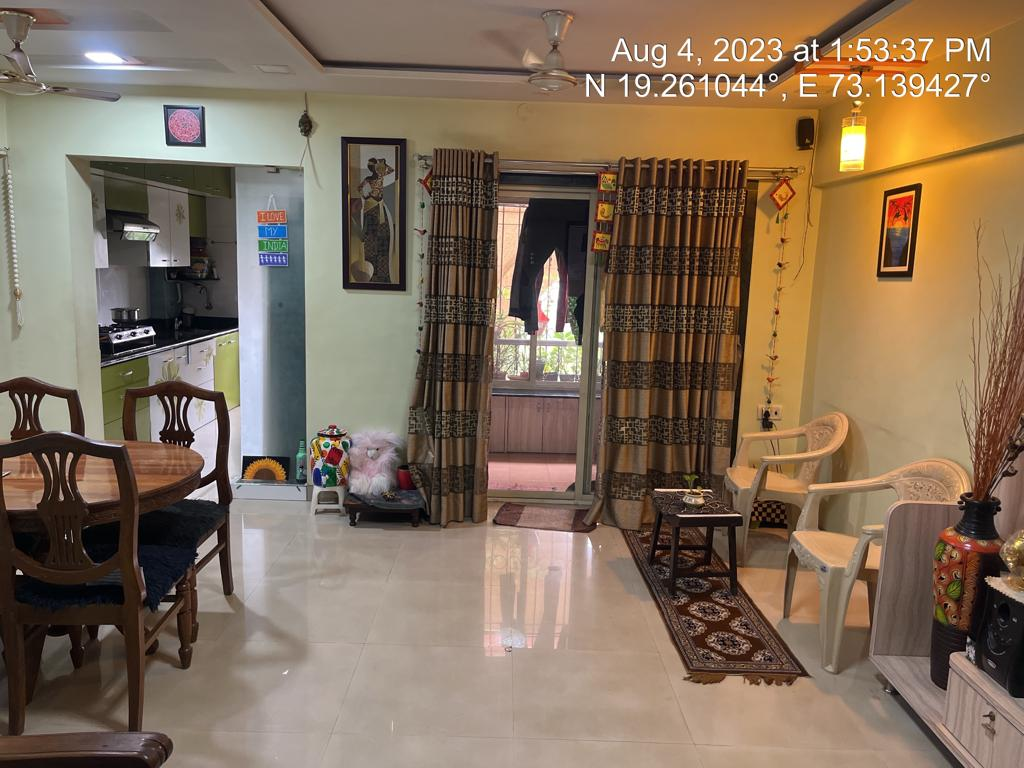 Aug 4, 2023 at 1:53:37 PM
N 19.261044°, E 73.139427°
I LOVE
MY
INDIA